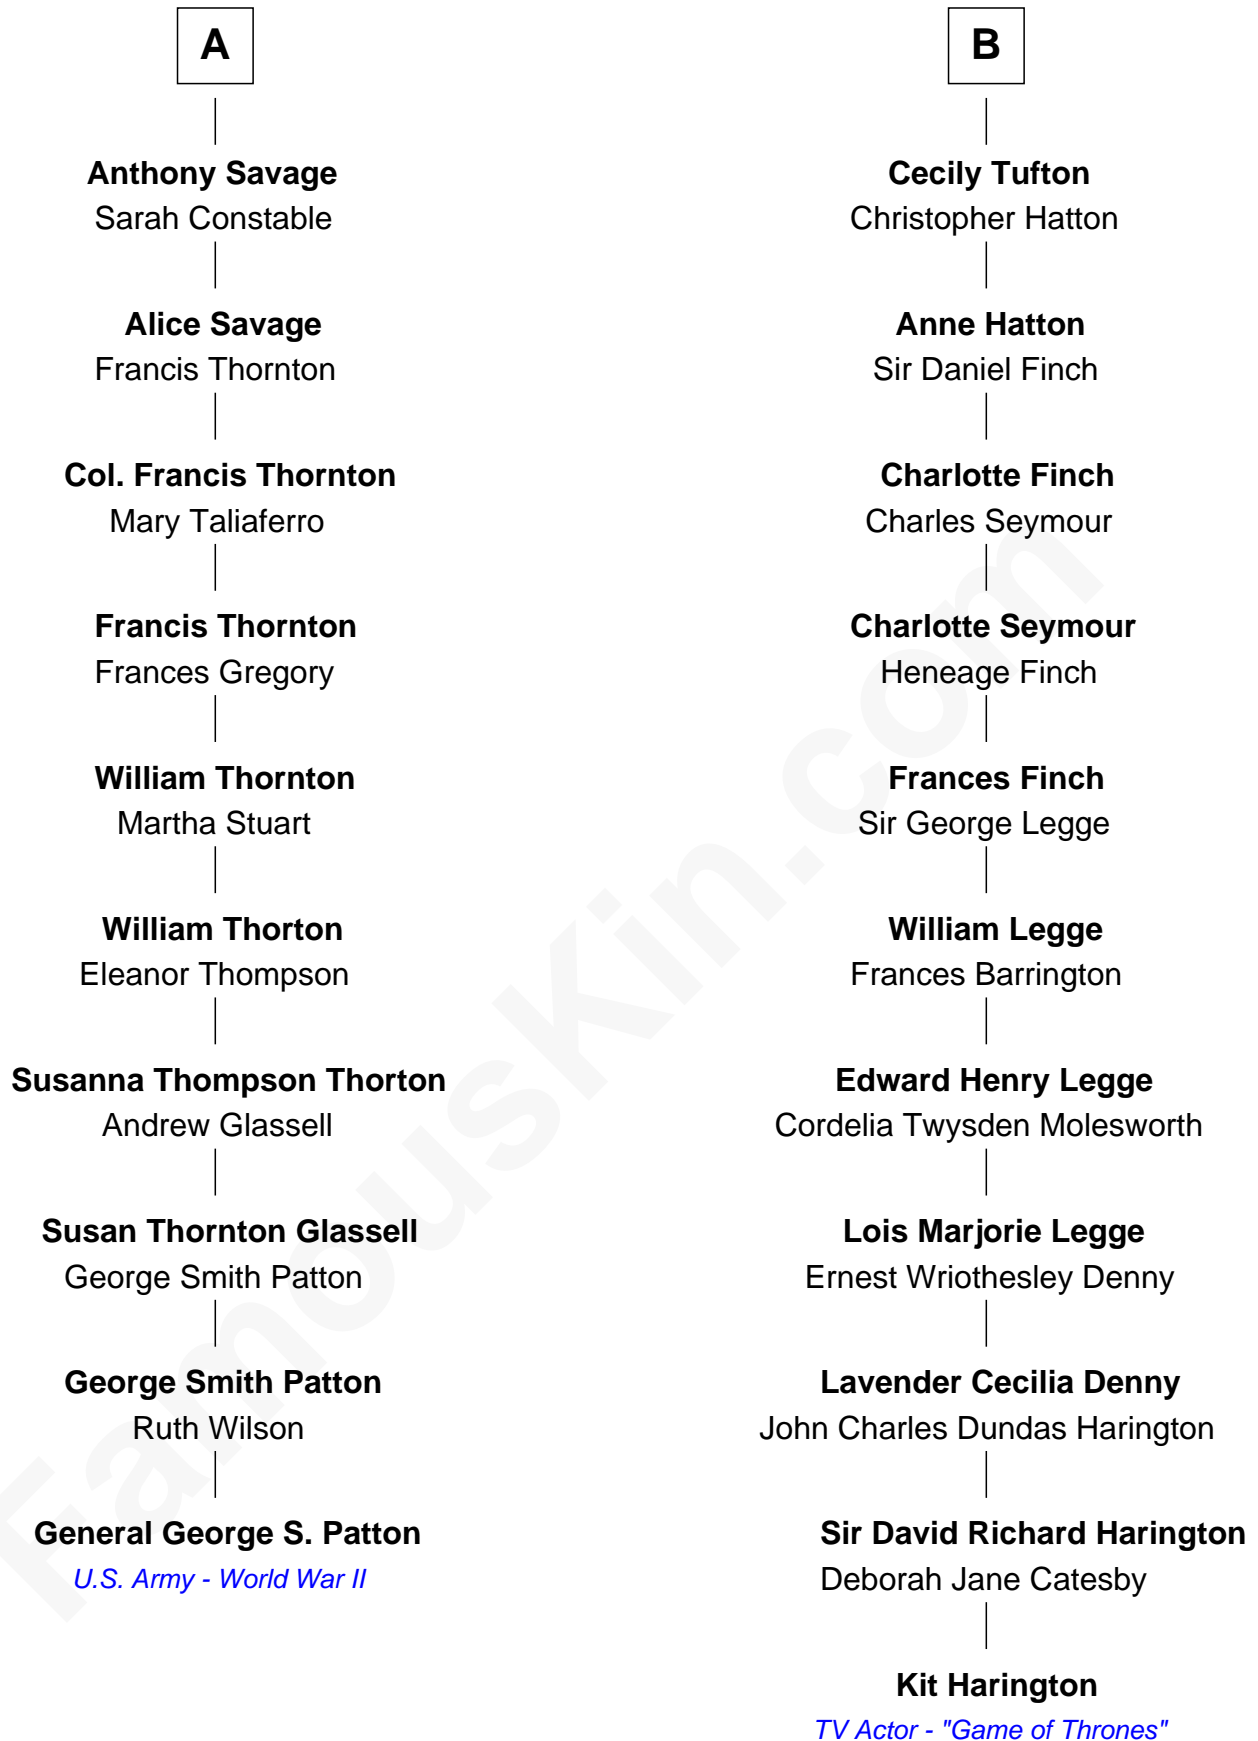 A
Anthony Savage
Sarah Constable
Alice Savage
Francis Thornton
Col. Francis Thornton
Mary Taliaferro
Francis Thornton
Frances Gregory
William Thornton
Martha Stuart
William Thorton
Eleanor Thompson
Susanna Thompson Thorton
Andrew Glassell
Susan Thornton Glassell
George Smith Patton
George Smith Patton
Ruth Wilson
General George S. Patton
U.S. Army - World War II
B
Cecily Tufton
Christopher Hatton
Anne Hatton
Sir Daniel Finch
Charlotte Finch
Charles Seymour
Charlotte Seymour
Heneage Finch
Frances Finch
Sir George Legge
William Legge
Frances Barrington
Edward Henry Legge
Cordelia Twysden Molesworth
Lois Marjorie Legge
Ernest Wriothesley Denny
Lavender Cecilia Denny
John Charles Dundas Harington
Sir David Richard Harington
Deborah Jane Catesby
Kit Harington
TV Actor - "Game of Thrones"
FamousKin.com